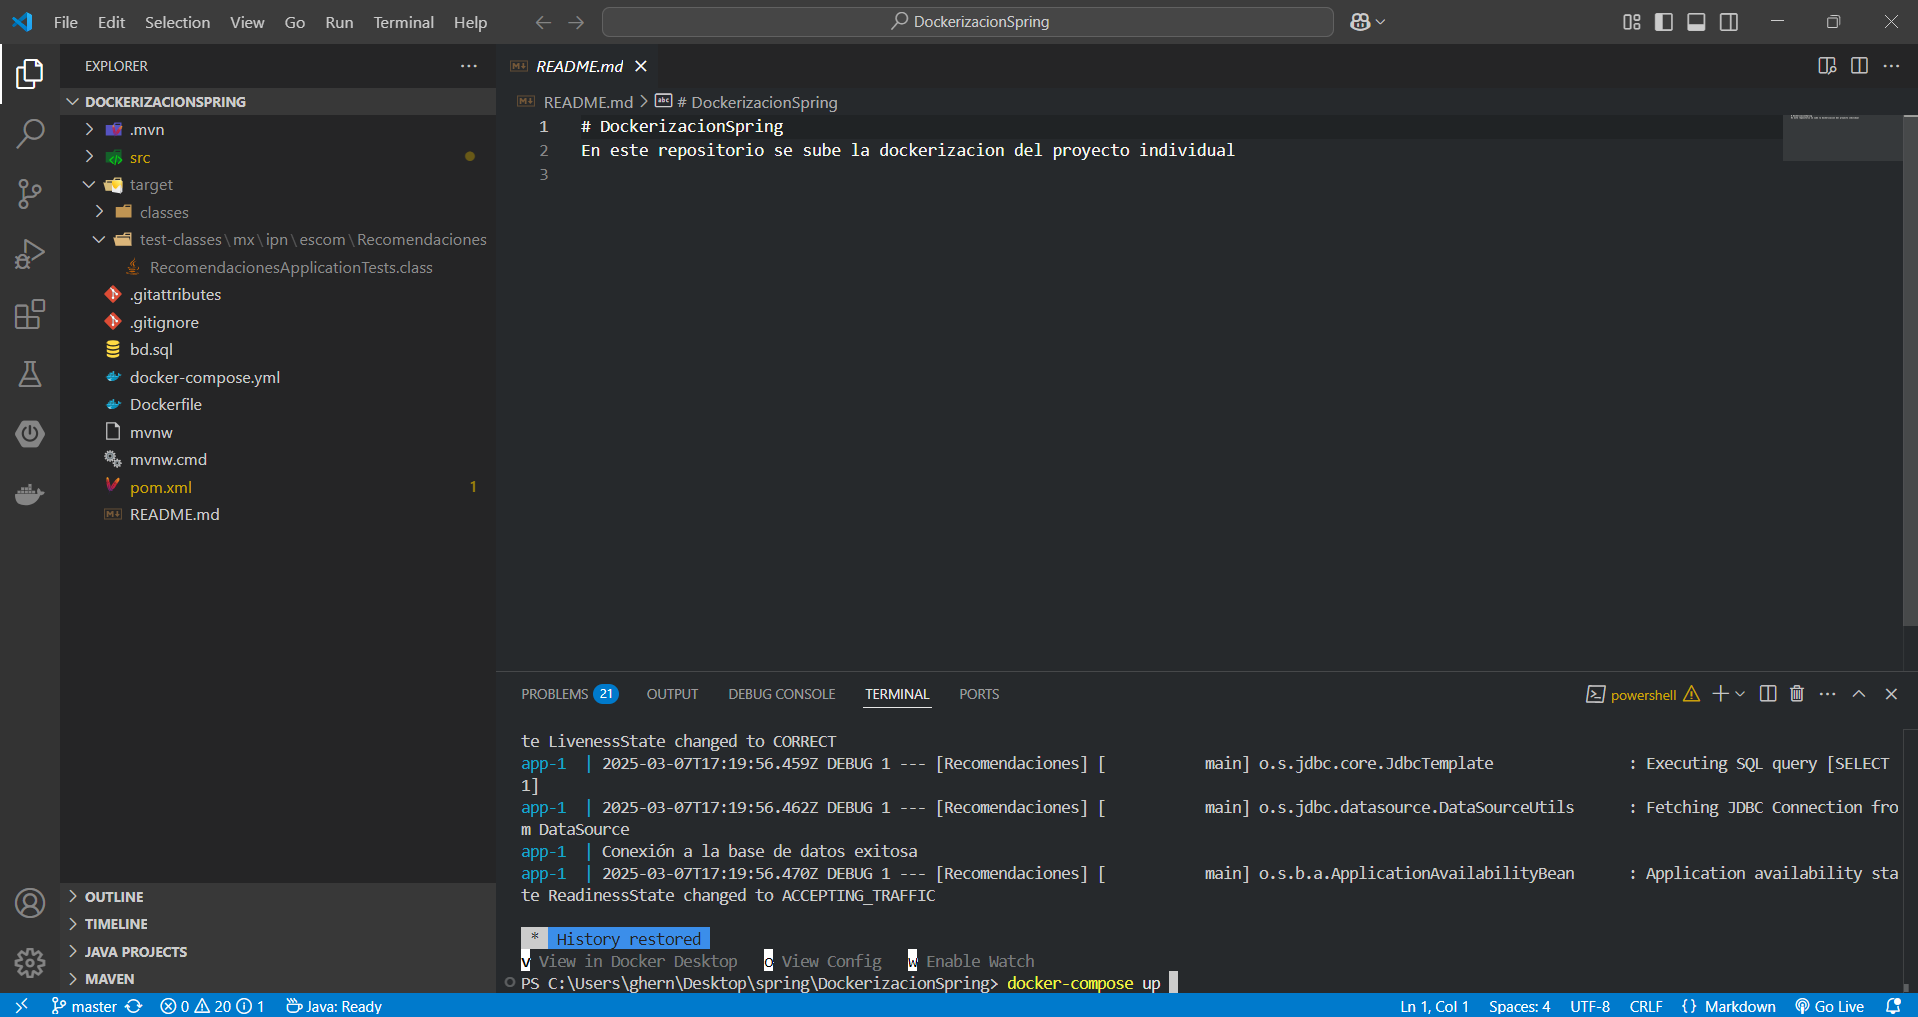 File Edit Selection View Go Run Terminal Help
DockerizacionSpring
EXPLORER
DOCKERIZACIONSPRING
.mvn
src
target
classes
test-classes\mx\ipn\escom\Recomendaciones
RecomendacionesApplicationTests.class
.gitattributes
.gitignore
bd.sql
docker-compose.yml
Dockerfile
mvnw
mvnw.cmd
pom.xml 1
README.md
OUTLINE
TIMELINE
JAVA PROJECTS
MAVEN
README.md
README.md > # DockerizacionSpring
1 # DockerizacionSpring
2 En este repositorio se sube la dockerizacion del proyecto individual
3
PROBLEMS 21 OUTPUT DEBUG CONSOLE TERMINAL PORTS
powershell
te LivenessState changed to CORRECT
app-1 | 2025-03-07T17:19:56.459Z DEBUG 1 --- [Recomendaciones] [ main] o.s.jdbc.core.JdbcTemplate : Executing SQL query [SELECT
1]
app-1 | 2025-03-07T17:19:56.462Z DEBUG 1 --- [Recomendaciones] [ main] o.s.jdbc.datasource.DataSourceUtils : Fetching JDBC Connection fro
m DataSource
app-1 | Conexión a la base de datos exitosa
app-1 | 2025-03-07T17:19:56.470Z DEBUG 1 --- [Recomendaciones] [ main] o.s.b.a.ApplicationAvailabilityBean : Application availability sta
te ReadinessState changed to ACCEPTING_TRAFFIC
* History restored
v View in Docker Desktop o View Config w Enable Watch
PS C:\Users\ghern\Desktop\spring\DockerizacionSpring> docker-compose up
master 0 20 1 Java: Ready
Ln 1, Col 1 Spaces: 4 UTF-8 CRLF {} Markdown Go Live